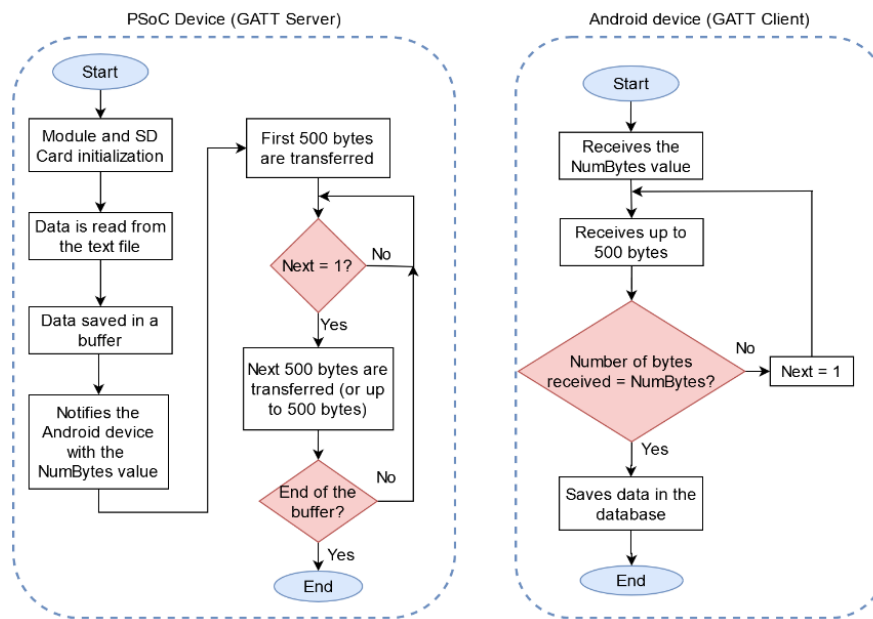 PSoC Device (GATT Server)
Start
Module and SD
Card initialization
Data is read from
the text file
Data saved in a
buffer
Notifies the
Android device
with the
NumBytes value
First 500 bytes
are transferred
Next = 1?
No
Yes
Next 500 bytes are
transferred (or up
to 500 bytes)
End of the
buffer?
No
Yes
End
Android device (GATT Client)
Start
Receives the
NumBytes value
Receives up to
500 bytes
Number of bytes
received = NumBytes?
No
Next = 1
Yes
Saves data in the
database
End